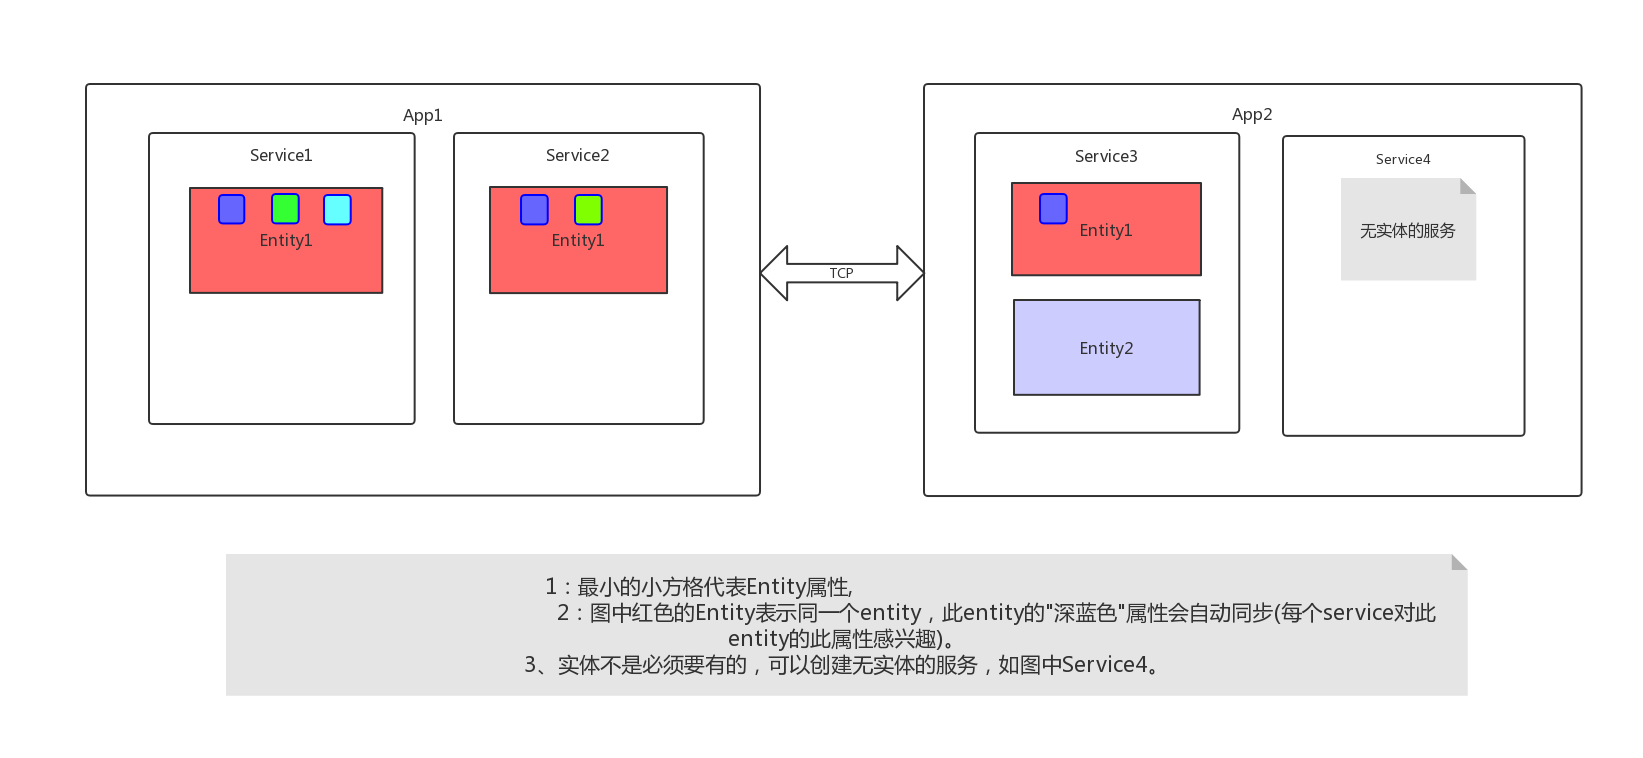 App1
Service1
Entity1
Service2
Entity1
TCP
App2
Service3
Entity1
Entity2
Service4
无实体的服务
1：最小的小方格代表Entity属性,
2：图中红色的Entity表示同一个entity，此entity的"深蓝色"属性会自动同步(每个service对此
entity的此属性感兴趣)。
3、实体不是必须要有的，可以创建无实体的服务，如图中Service4。